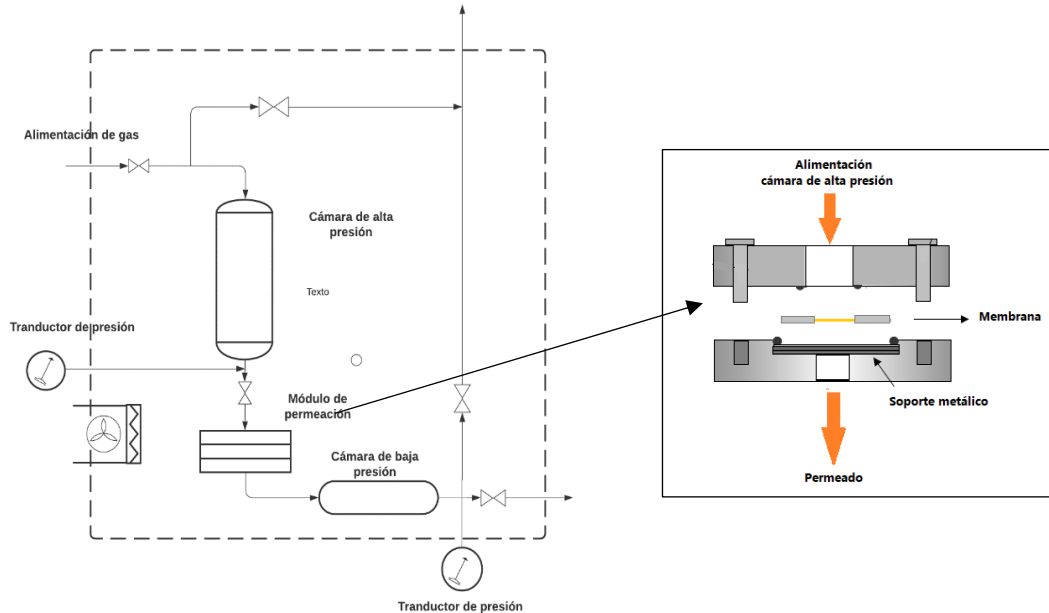 Alimentación de gas
Cámara de alta
presión
Texto
Tranductor de presión
Módulo de
permeación
Cámara de baja
presión
Tranductor de presión
Alimentación
cámara de alta presión
Membrana
Soporte metálico
Permeado